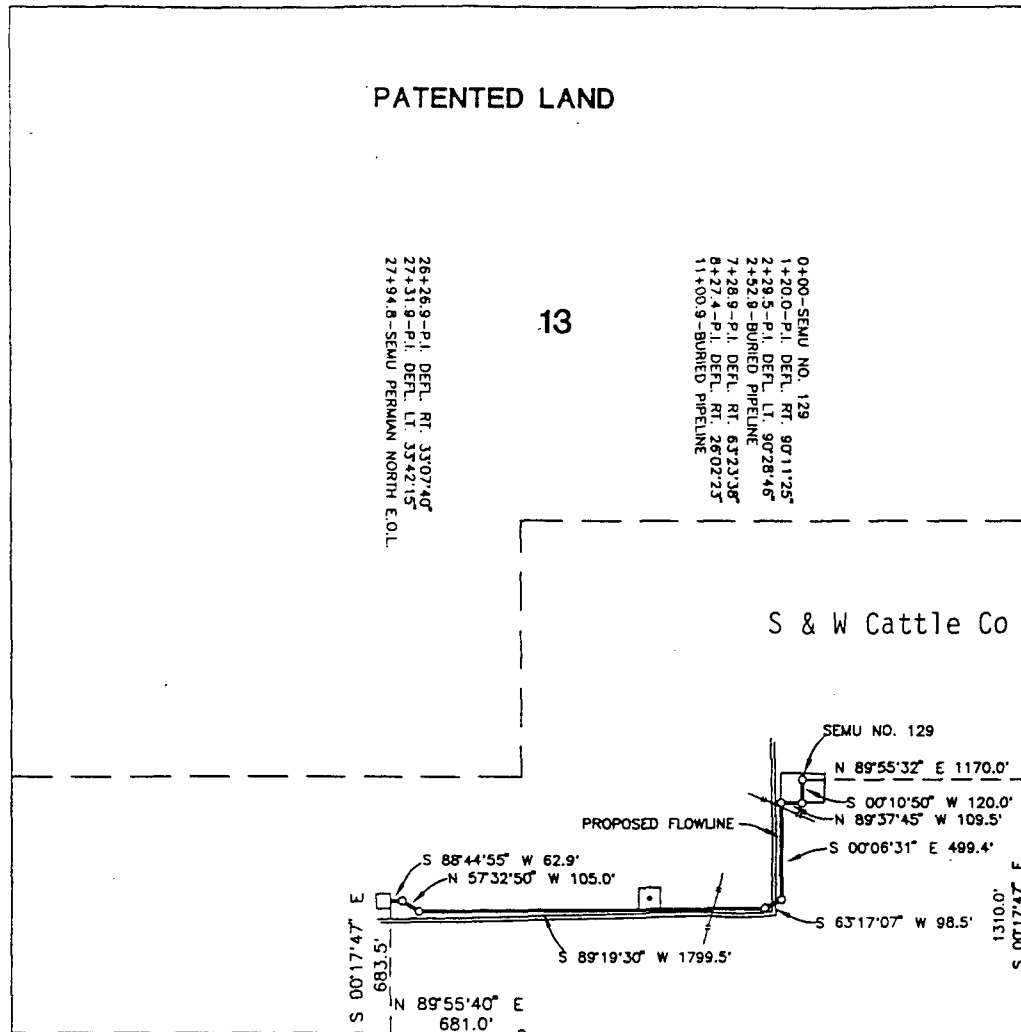 PATENTED LAND
13
0+00-SEMU NO. 129
1+20.0-P.I. DEFL. RT. 90°11'25"
2+29.5-P.I. DEFL. LT. 90°28'46"
2+52.9-BURIED PIPELINE
7+28.9-P.I. DEFL. RT. 63°23'38"
8+27.4-P.I. DEFL. RT. 26°02'23"
11+00.9-BURIED PIPELINE
26+26.9-P.I. DEFL. RT. 33°07'40"
27+31.9-P.I. DEFL. LT. 33°42'15"
27+94.8-SEMU PERMIAN NORTH E.O.L.
S & W Cattle Co
SEMU NO. 129
N 89°55'32" E 1170.0'
S 00°10'50" W 120.0'
N 89°37'45" W 109.5'
PROPOSED FLOWLINE
S 00°06'31" E 499.4'
S 88°44'55" W 62.9'
N 57°32'50" W 105.0'
S 63°17'07" W 98.5'
S 89°19'30" W 1799.5'
S 00°17'47" E
683.5'
N 89°55'40" E
681.0'
1310.0'
S 00°17'47" E